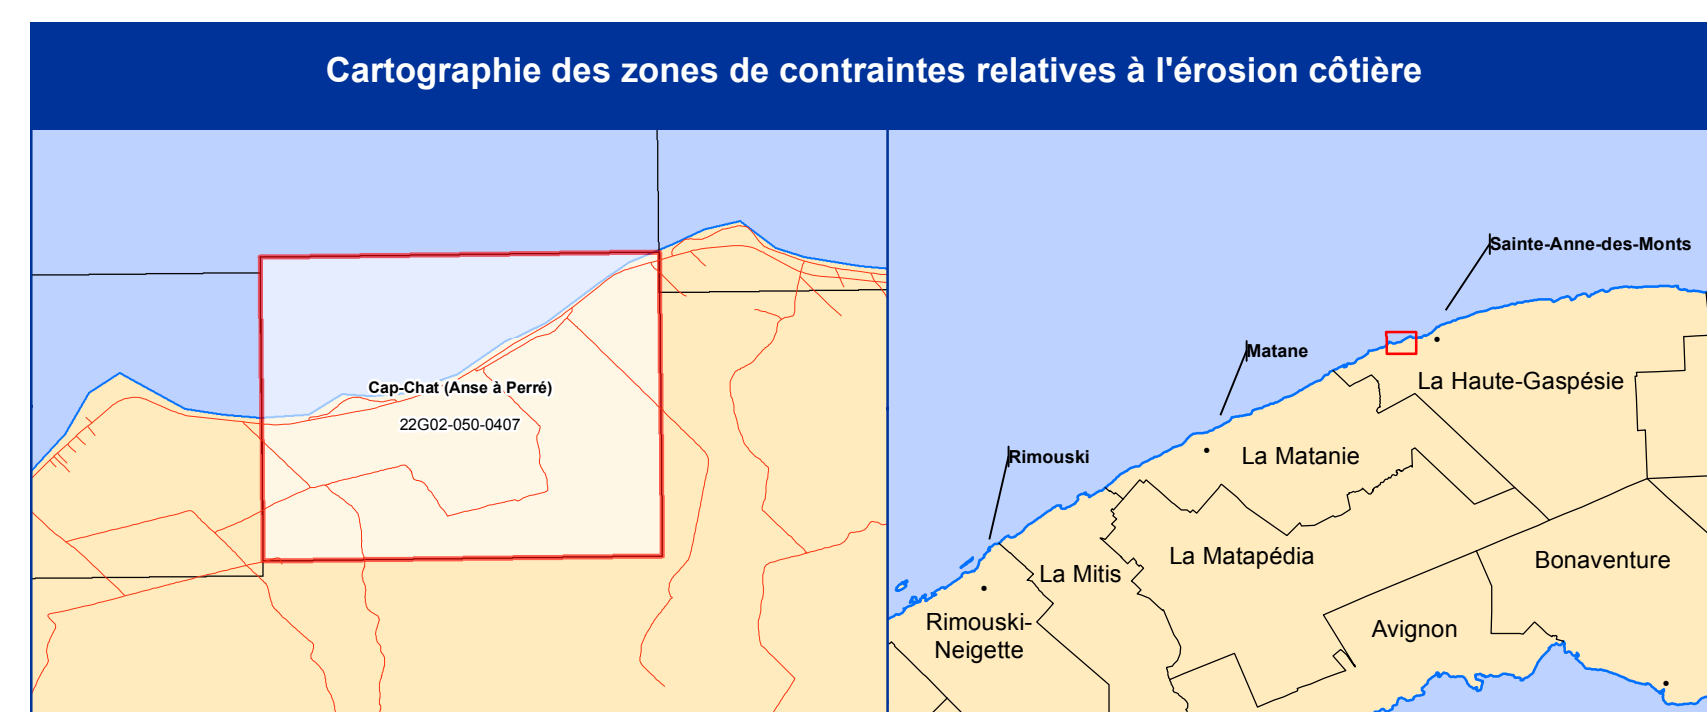 Cartographie des zones de contraintes relatives à l'érosion côtière
Cap-Chat (Anse à Perré)
22G02-050-0407
Sainte-Anne-des-Monts
Matane
La Haute-Gaspésie
Rimouski
La Matanie
La Matapédia
Bonaventure
La Mitis
Rimouski-
Neigette
Avignon